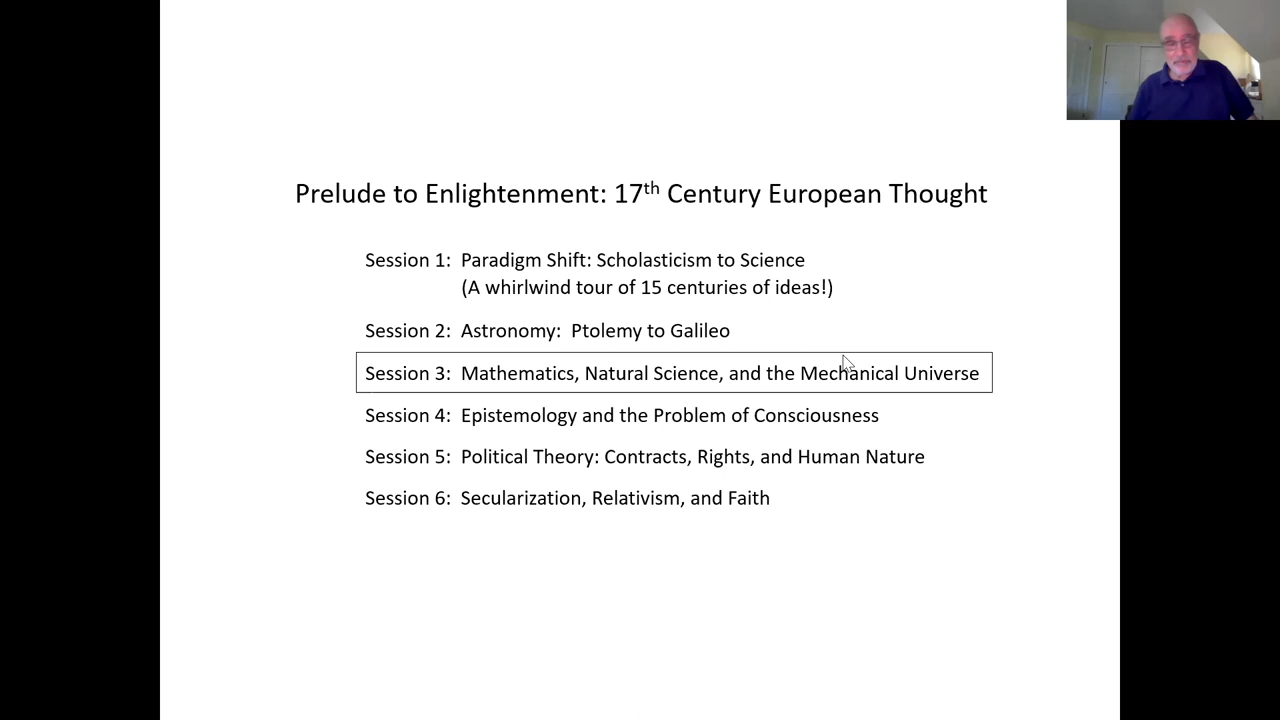 Prelude to Enlightenment: 17th Century European Thought
Session 1: Paradigm Shift: Scholasticism to Science
(A whirlwind tour of 15 centuries of ideas!)
Session 2: Astronomy: Ptolemy to Galileo
Session 3: Mathematics, Natural Science, and the Mechanical Universe
Session 4: Epistemology and the Problem of Consciousness
Session 5: Political Theory: Contracts, Rights, and Human Nature
Session 6: Secularization, Relativism, and Faith